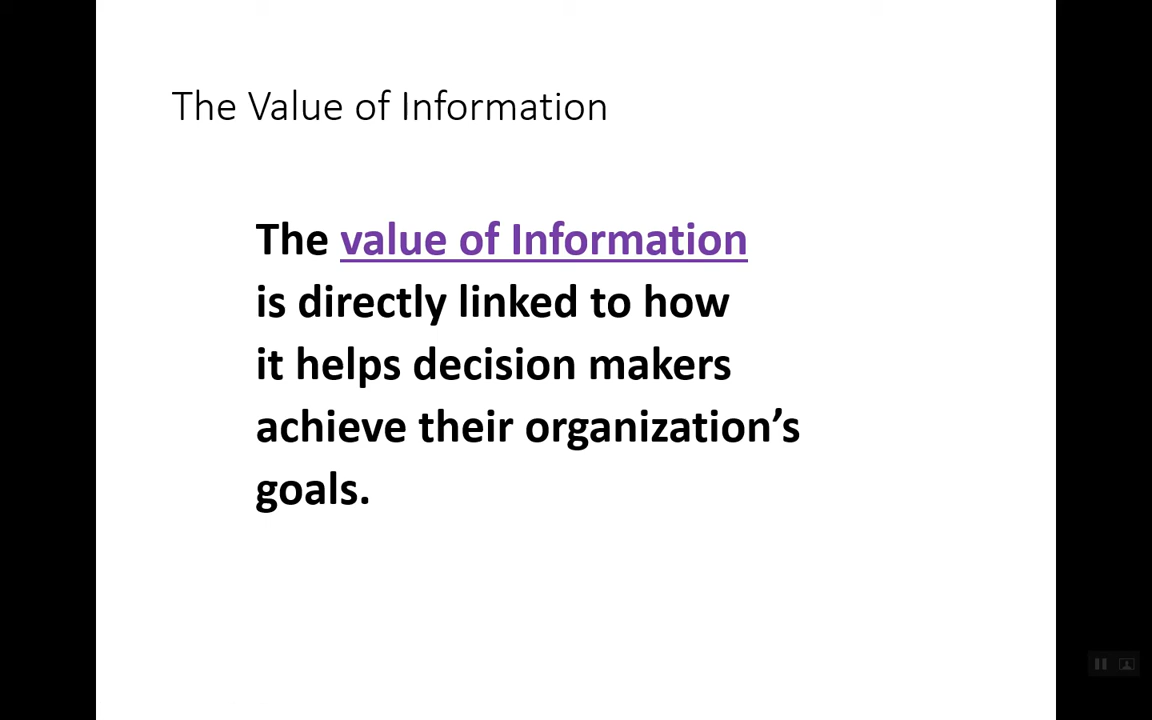 The Value of Information
The value of Information
is directly linked to how
it helps decision makers
achieve their organization’s
goals.